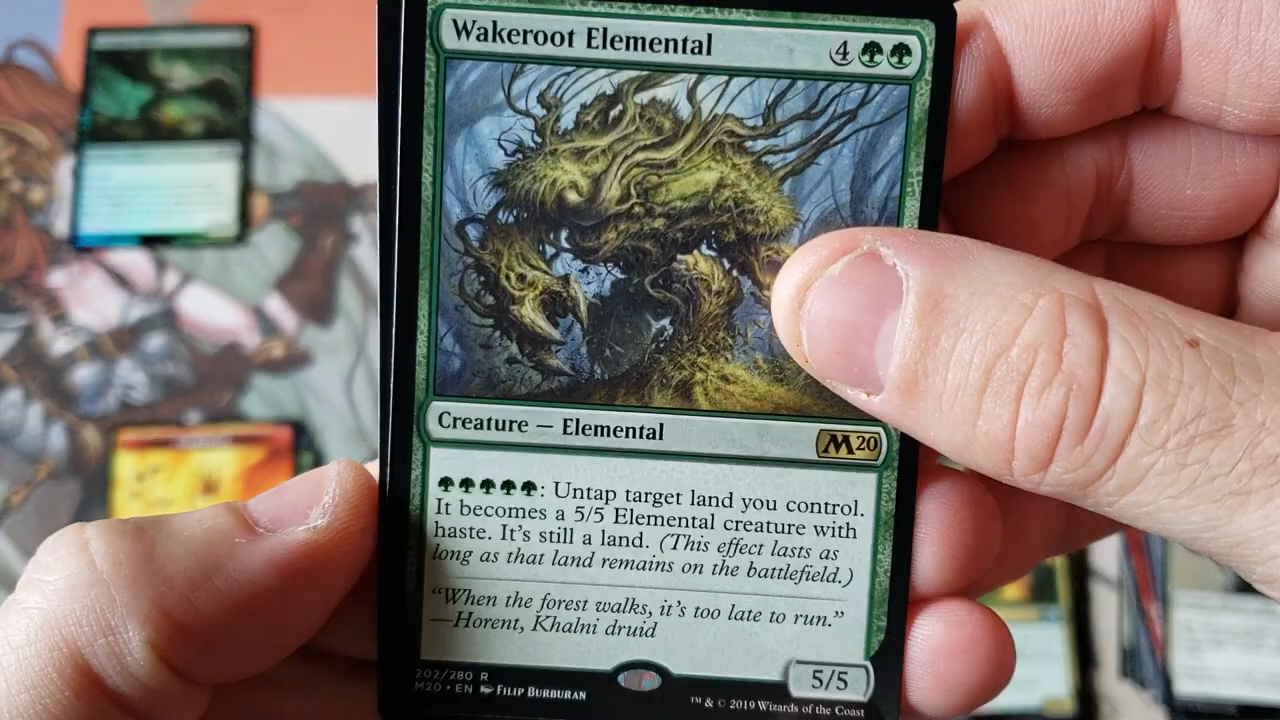 Wakeroot Elemental 4
Creature — Elemental M20
: Untap target land you control.
It becomes a 5/5 Elemental creature with
haste. It's still a land. (This effect lasts as
long as that land remains on the battlefield.)
"When the forest walks, it's too late to run."
—Horent, Khalni druid
5/5
202/280 R
M20 • EN Filip Burburan
™ & © 2019 Wizards of the Coast